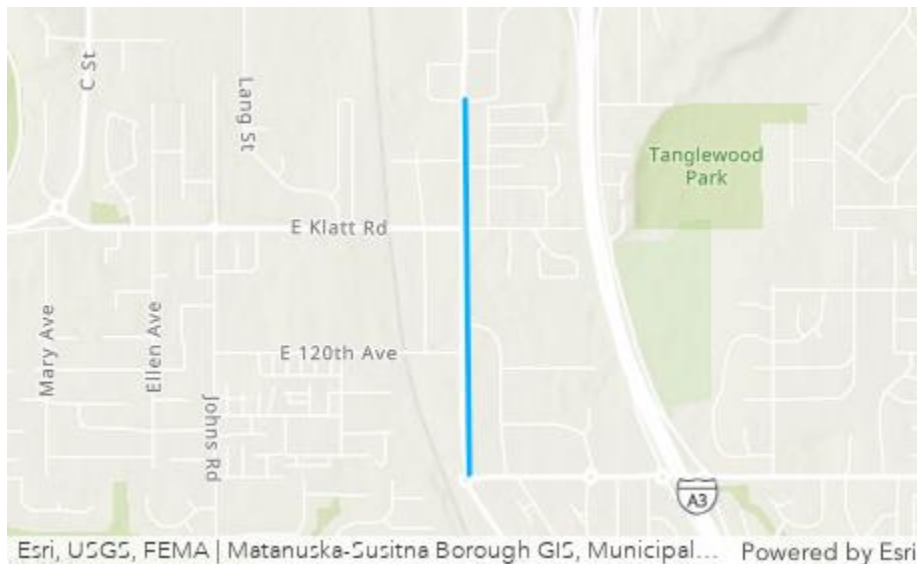 C St
Lang St
Tanglewood
Park
E Klatt Rd
Mary Ave
Ellen Ave
E 120th Ave
Johns Rd
A3
Esri, USGS, FEMA | Matanuska-Susitna Borough GIS, Municipal... Powered by Esri